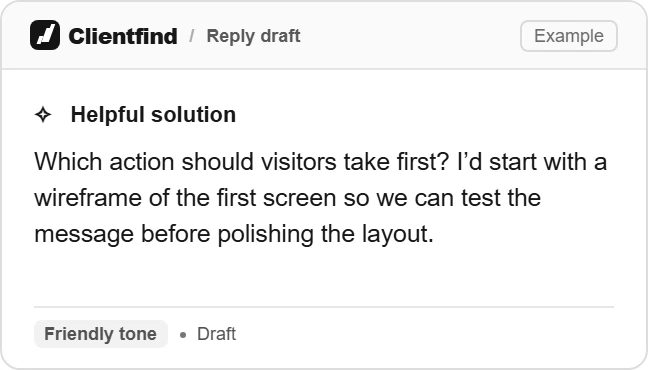 Clientfind / Reply draft Example
Helpful solution
Which action should visitors take first? I’d start with a
wireframe of the first screen so we can test the
message before polishing the layout.
Friendly tone • Draft